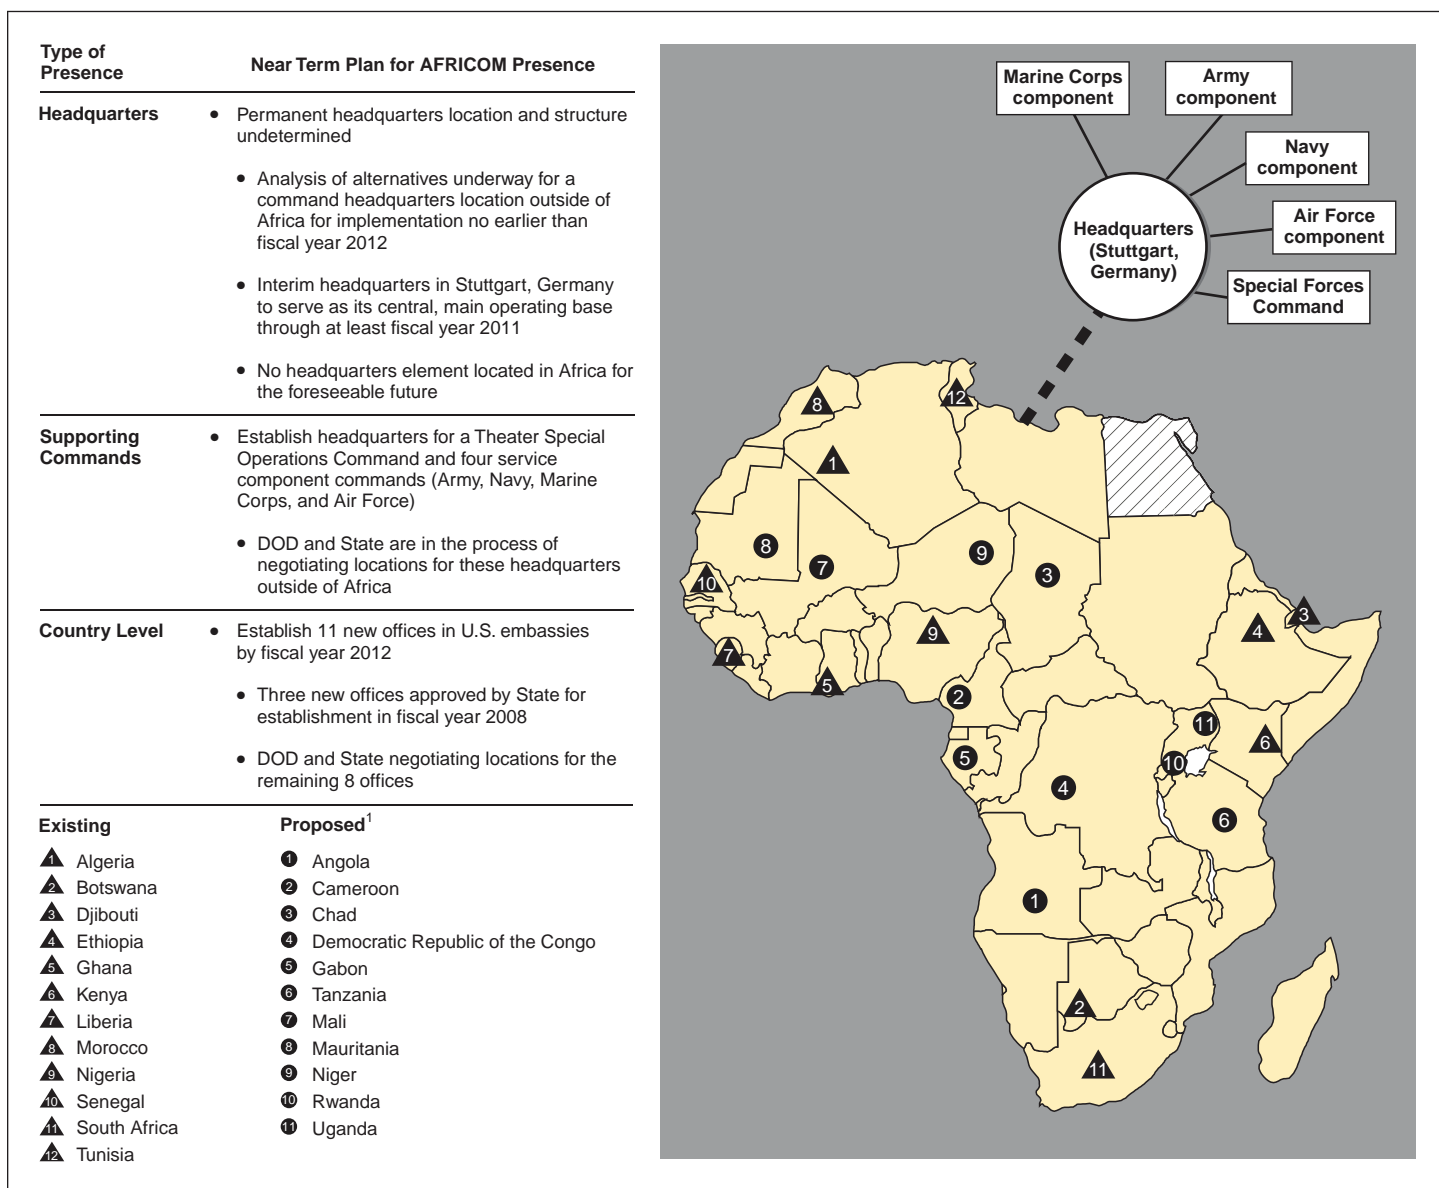 Type of
Presence
Near Term Plan for AFRICOM Presence
Headquarters
• Permanent headquarters location and structure
undetermined
• Analysis of alternatives underway for a
command headquarters location outside of
Africa for implementation no earlier than
fiscal year 2012
• Interim headquarters in Stuttgart, Germany
to serve as its central, main operating base
through at least fiscal year 2011
• No headquarters element located in Africa for
the foreseeable future
Supporting
Commands
• Establish headquarters for a Theater Special
Operations Command and four service
component commands (Army, Navy, Marine
Corps, and Air Force)
• DOD and State are in the process of
negotiating locations for these headquarters
outside of Africa
Country Level
• Establish 11 new offices in U.S. embassies
by fiscal year 2012
• Three new offices approved by State for
establishment in fiscal year 2008
• DOD and State negotiating locations for the
remaining 8 offices
Existing
1 Algeria
2 Botswana
3 Djibouti
4 Ethiopia
5 Ghana
6 Kenya
7 Liberia
8 Morocco
9 Nigeria
10 Senegal
11 South Africa
12 Tunisia
Proposed1
1 Angola
2 Cameroon
3 Chad
4 Democratic Republic of the Congo
5 Gabon
6 Tanzania
7 Mali
8 Mauritania
9 Niger
10 Rwanda
11 Uganda
Marine Corps
component
Army
component
Navy
component
Air Force
component
Special Forces
Command
Headquarters
(Stuttgart,
Germany)
8
12
1
8
7
9
3
10
9
7
5
2
4
3
11
6
5
10
4
6
1
2
11